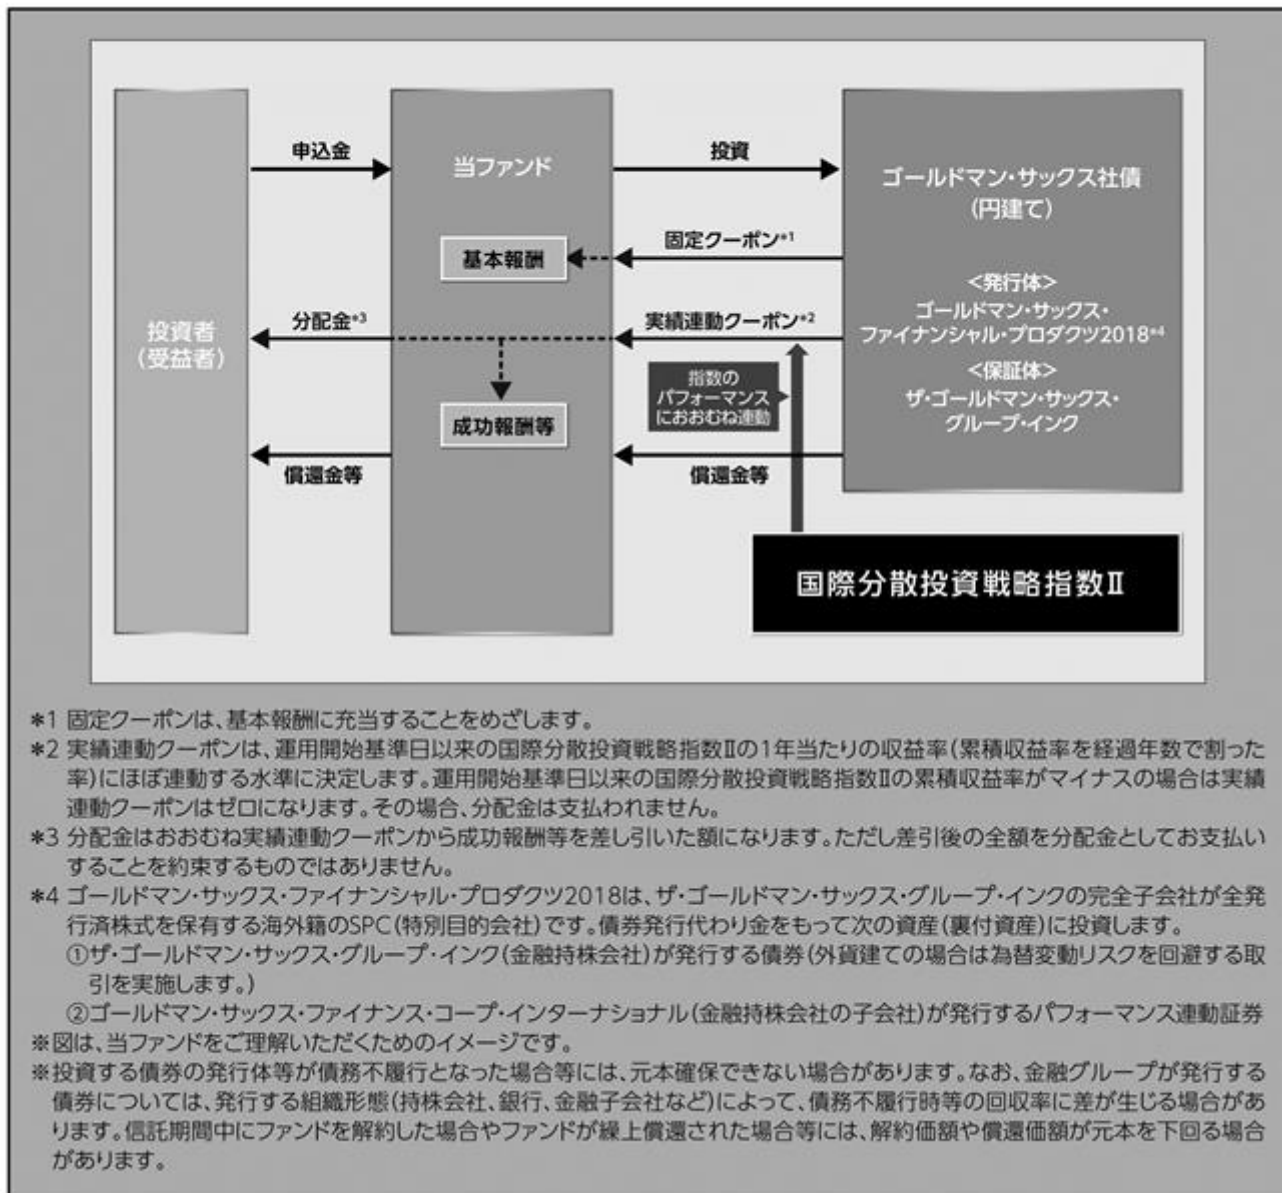 申込金
投資
当ファンド
ゴールドマン・サックス社債
(円建て)
固定クーポン*1
基本報酬
<発行体>
ゴールドマン・サックス・
ファイナンシャル・プロダクツ2018*4
分配金*3
実績連動クーポン*2
投資者
(受益者)
<保証体>
ザ・ゴールドマン・サックス・
グループ・インク
指数の
パフォーマンス
におおむね連動
成功報酬等
償還金等
償還金等
国際分散投資戦略指数Ⅱ
*1 固定クーポンは、基本報酬に充当することをめざします。
*2 実績連動クーポンは、運用開始基準日以来の国際分散投資戦略指数Ⅱの1年当たりの収益率(累積収益率を経過年数で割った
率)にほぼ連動する水準に決定します。運用開始基準日以来の国際分散投資戦略指数Ⅱの累積収益率がマイナスの場合は実績
連動クーポンはゼロになります。その場合、分配金は支払われません。
*3 分配金はおおむね実績連動クーポンから成功報酬等を差し引いた額になります。ただし差引後の全額を分配金としてお支払い
することを約束するものではありません。
*4 ゴールドマン・サックス・ファイナンシャル・プロダクツ2018は、ザ・ゴールドマン・サックス・グループ・インクの完全子会社が全発
行済株式を保有する海外籍のSPC(特別目的会社)です。債券発行代わり金をもって次の資産(裏付資産)に投資します。
①ザ・ゴールドマン・サックス・グループ・インク(金融持株会社)が発行する債券(外貨建ての場合は為替変動リスクを回避する取
引を実施します。)
②ゴールドマン・サックス・ファイナンス・コープ・インターナショナル(金融持株会社の子会社)が発行するパフォーマンス連動証券
※図は、当ファンドをご理解いただくためのイメージです。
※投資する債券の発行体等が債務不履行となった場合等には、元本確保できない場合があります。なお、金融グループが発行する
債券については、発行する組織形態(持株会社、銀行、金融子会社など)によって、債務不履行時等の回収率に差が生じる場合があ
ります。信託期間中にファンドを解約した場合やファンドが繰上償還された場合等には、解約価額や償還価額が元本を下回る場合
があります。